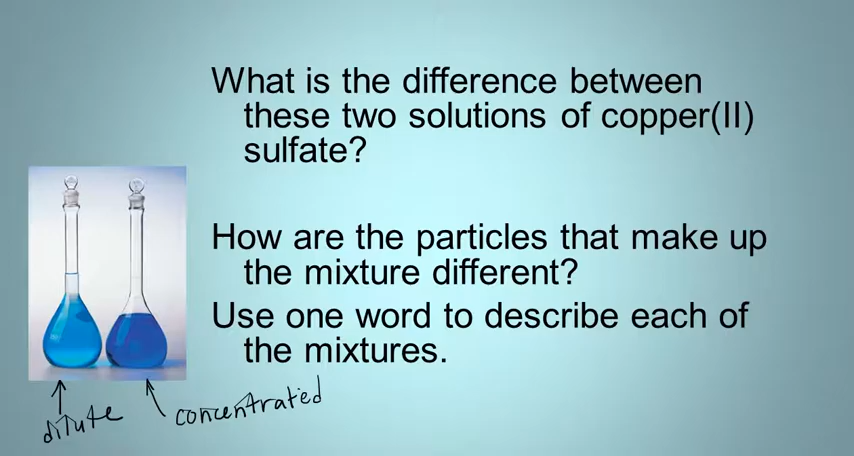 What is the difference between
these two solutions of copper(II)
sulfate?
How are the particles that make up
the mixture different?
Use one word to describe each of
the mixtures.
dilute
concentrated